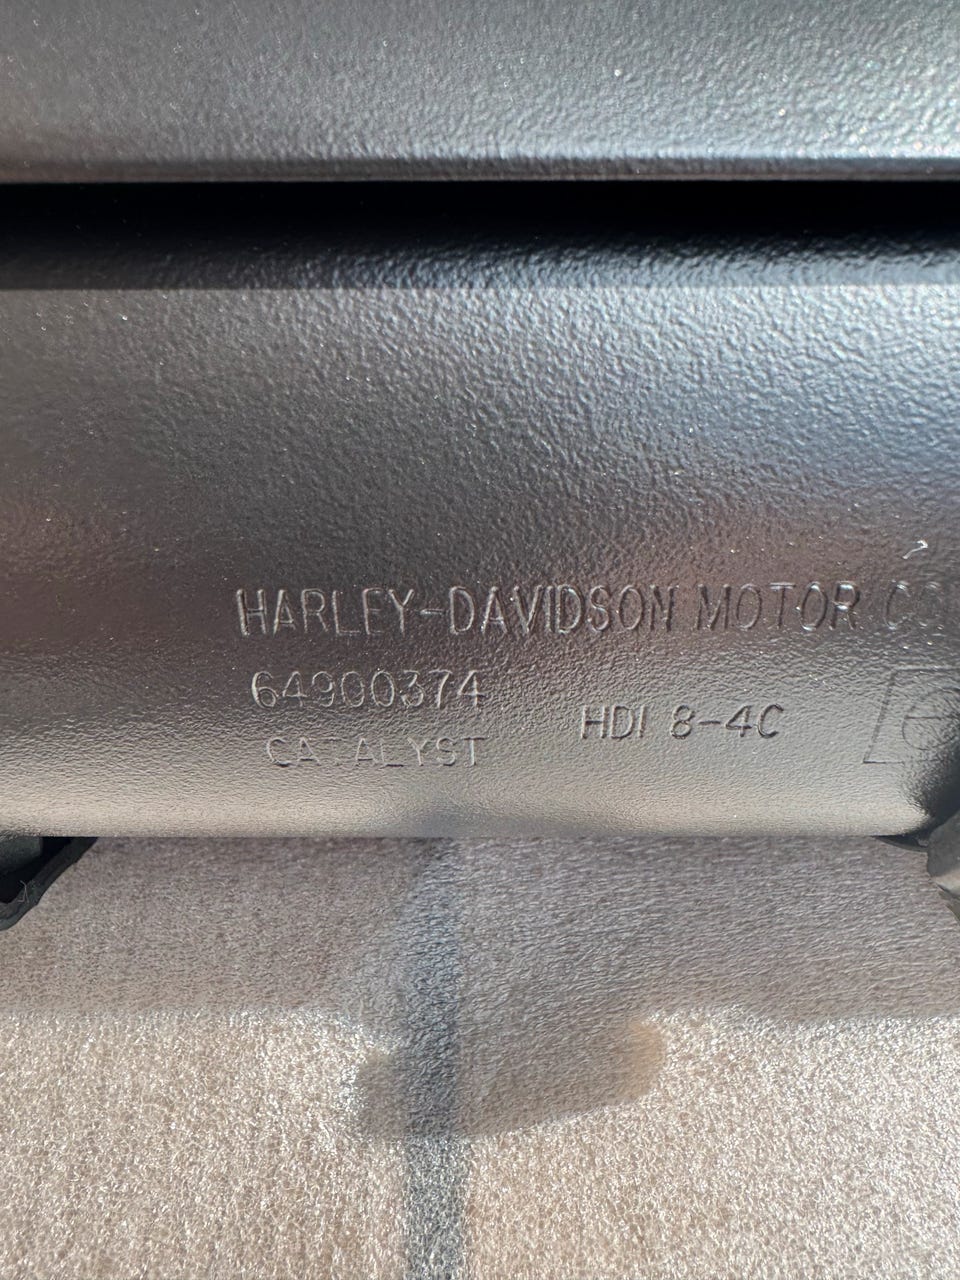 HARLEY-DAVIDSON MOTOR CO
64900374
HDI 8-4C
CATALYST
e